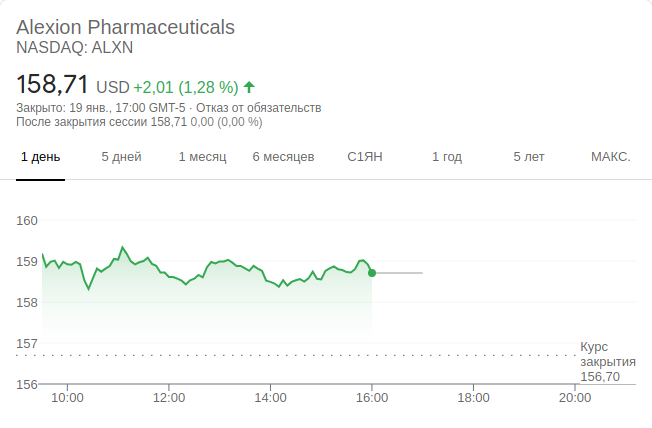 Alexion Pharmaceuticals
NASDAQ: ALXN
158,71 USD +2,01 (1,28 %)
Закрыто: 19 янв., 17:00 GMT-5 · Отказ от обязательств
После закрытия сессии 158,71 0,00 (0,00 %)
1 день 5 дней 1 месяц 6 месяцев С1ЯН 1 год 5 лет МАКС.
160
159
158
157
Курс
закрытия
156,70
156
10:00 12:00 14:00 16:00 18:00 20:00